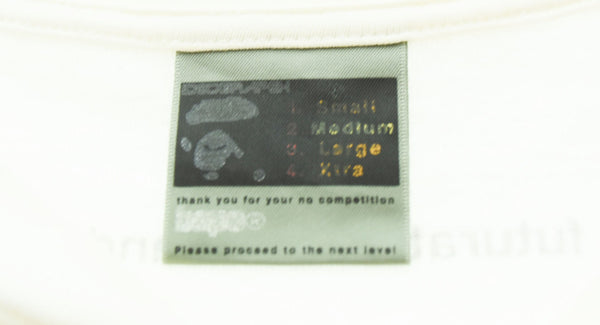 1. Small
2. Medium
3. Large
4. Xtra
thank you for your no competition
Please proceed to the next level